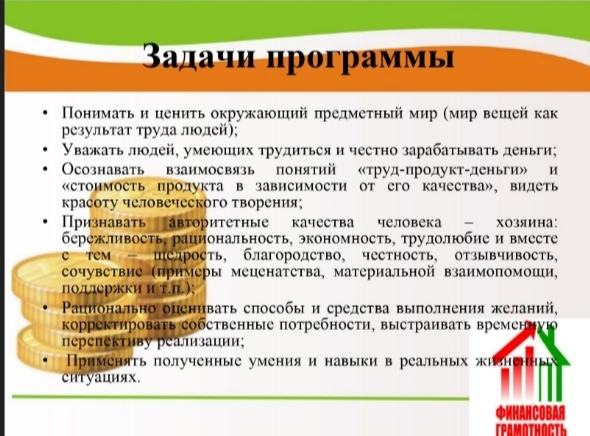 Задачи программы
• Понимать и ценить окружающий предметный мир (мир вещей как
результат труда людей);
• Уважать людей, умеющих трудиться и честно зарабатывать деньги;
• Осознавать взаимосвязь понятий «труд-продукт-деньги» и
«стоимость продукта в зависимости от его качества», видеть
красоту человеческого творения;
• Признавать авторитетные качества человека – хозяина:
бережливость, рациональность, экономность, трудолюбие и вместе
с тем – щедрость, благородство, честность, отзывчивость,
сочувствие (примеры меценатства, материальной взаимопомощи,
поддержки и т.п.);
• Рационально оценивать способы и средства выполнения желаний,
корректировать собственные потребности, выстраивать временную
перспективу реализации;
• Применять полученные умения и навыки в реальных жизненных
ситуациях.
ФИНАНСОВАЯ
ГРАМОТНОСТЬ